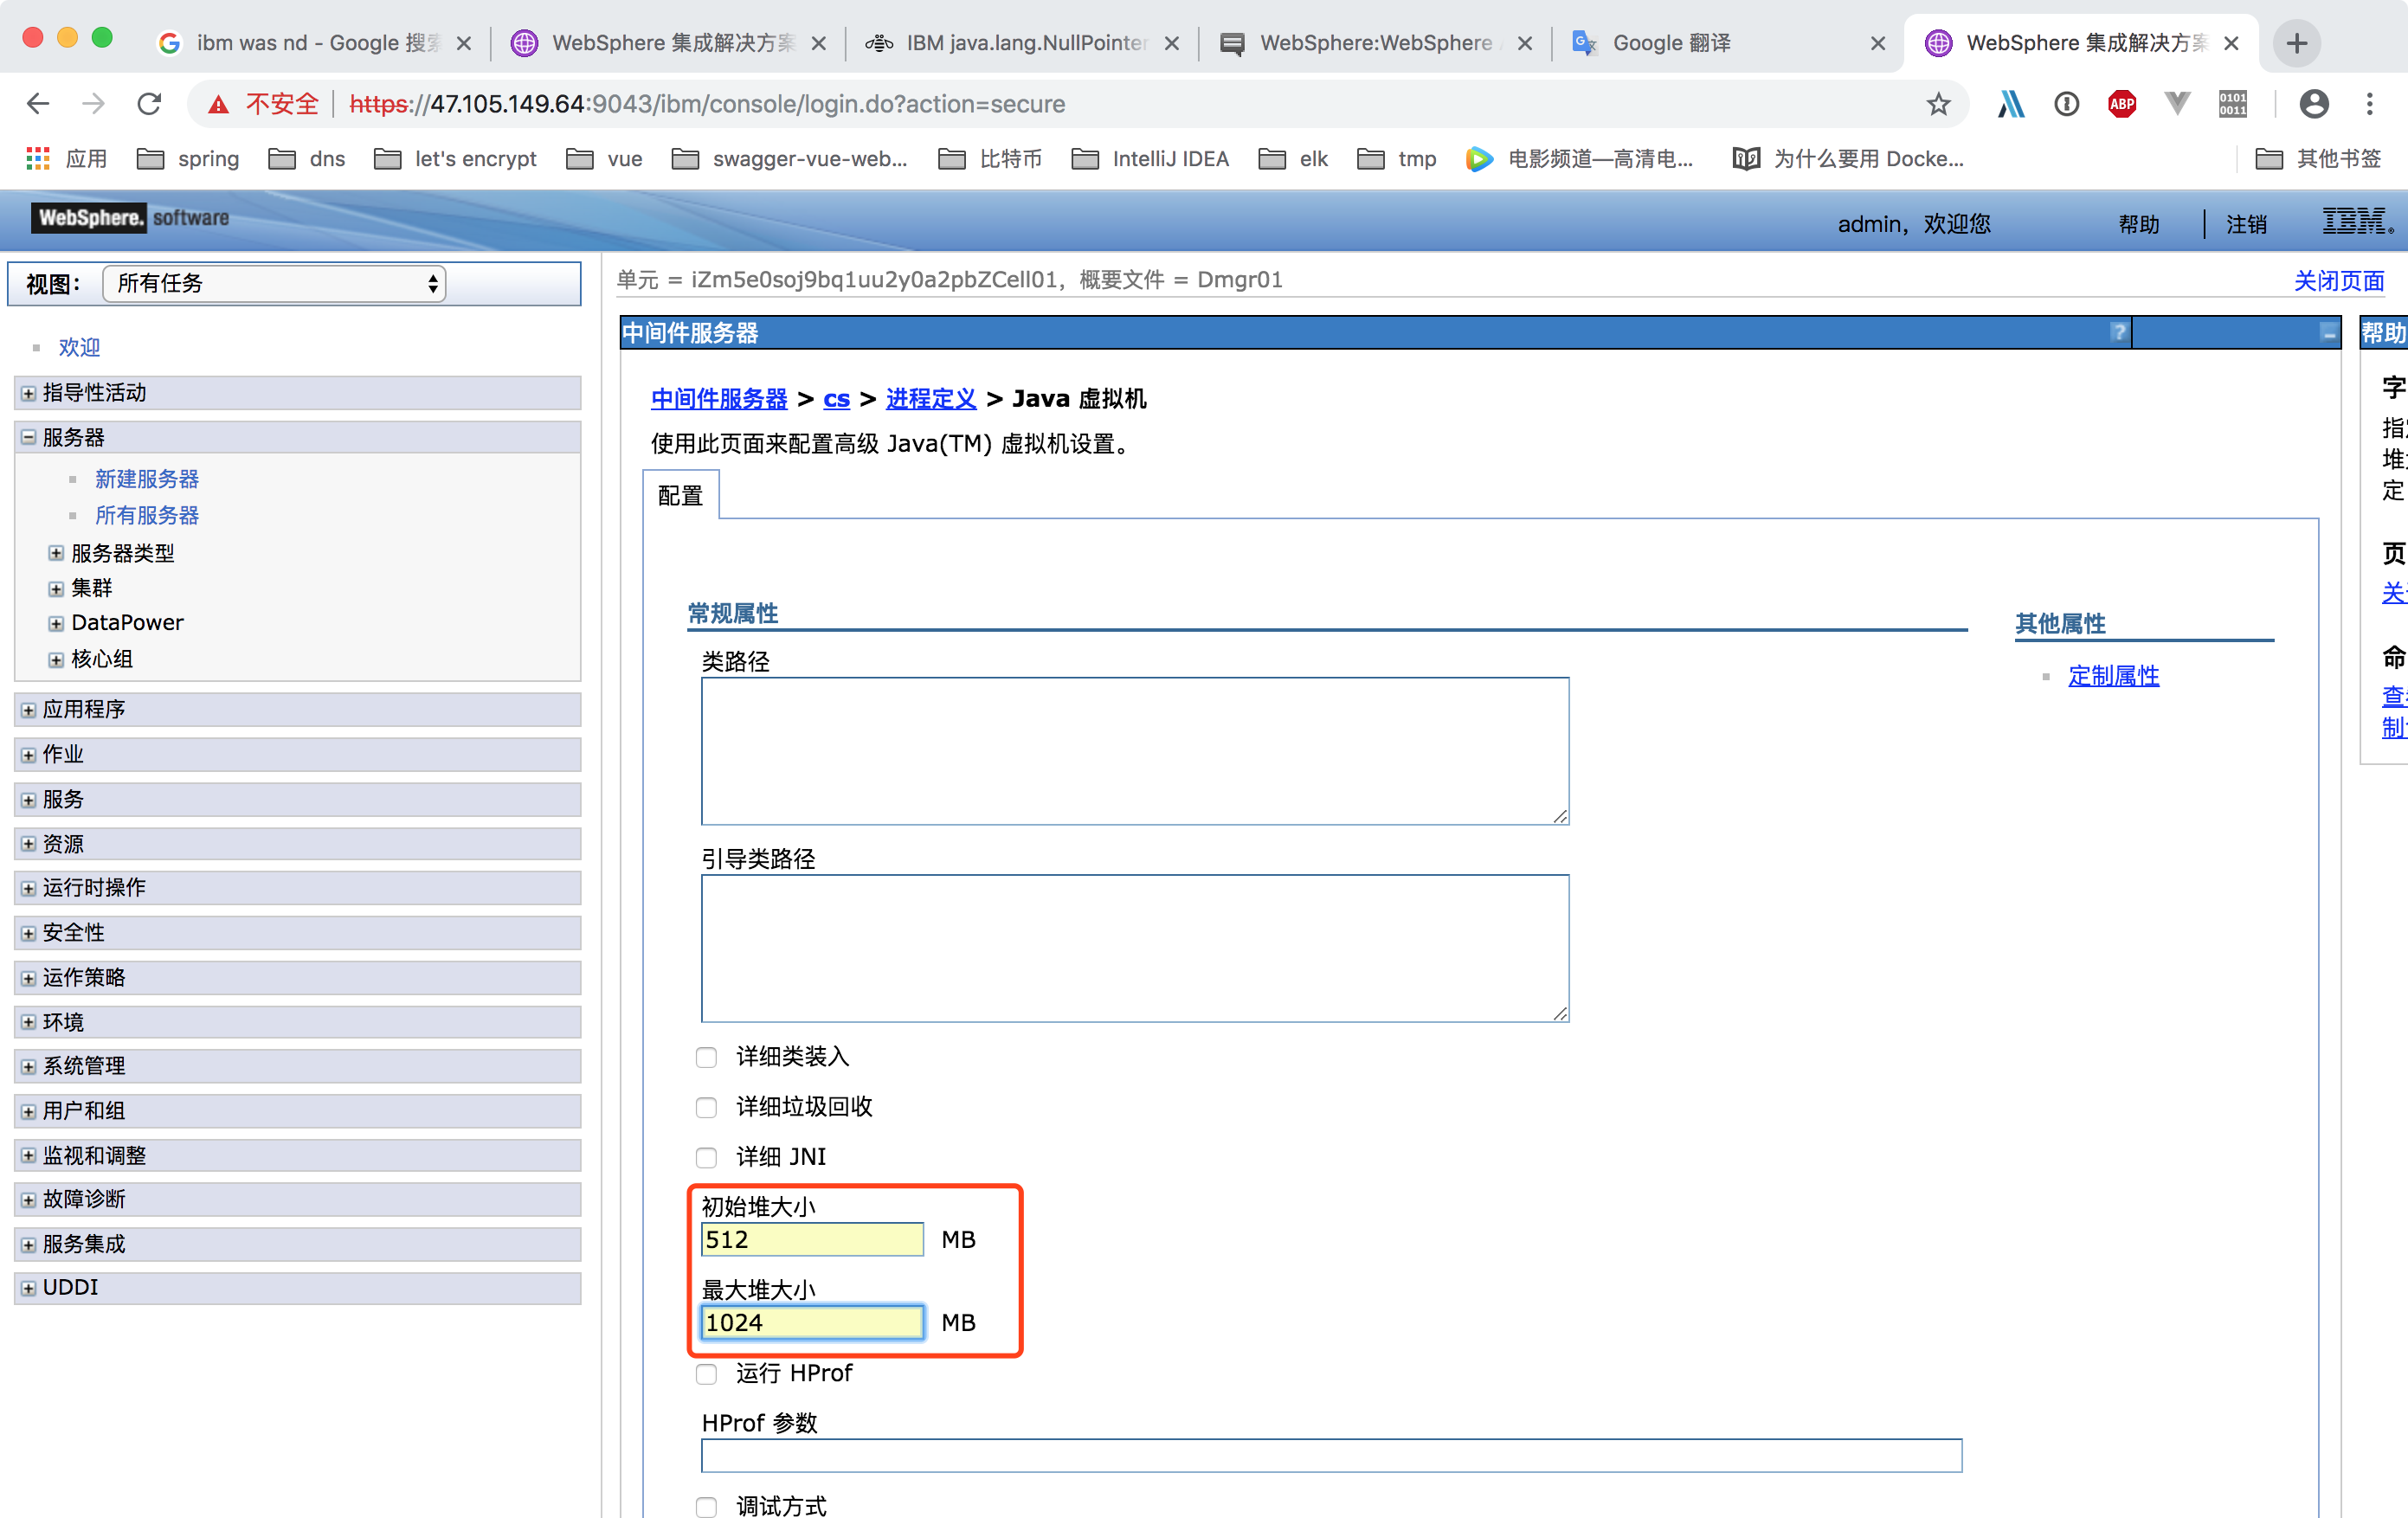 ibm was nd - Google 搜索
WebSphere 集成解决方案
IBM java.lang.NullPointer
WebSphere:WebSphere
Google 翻译
WebSphere 集成解决方案
不安全 https://47.105.149.64:9043/ibm/console/login.do?action=secure
ABP
0101
0011
应用
spring
dns
let's encrypt
vue
swagger-vue-web...
比特币
IntelliJ IDEA
elk
tmp
电影频道—高清电...
为什么要用 Docke...
其他书签
WebSphere. software
admin，欢迎您
帮助
注销
IBM.
视图：
所有任务
欢迎
指导性活动
服务器
新建服务器
所有服务器
服务器类型
集群
DataPower
核心组
应用程序
作业
服务
资源
运行时操作
安全性
运作策略
环境
系统管理
用户和组
监视和调整
故障诊断
服务集成
UDDI
单元 = iZm5e0soj9bq1uu2y0a2pbZCell01，概要文件 = Dmgr01
关闭页面
中间件服务器
?
中间件服务器 > cs > 进程定义 > Java 虚拟机
使用此页面来配置高级 Java(TM) 虚拟机设置。
配置
常规属性
类路径
引导类路径
详细类装入
详细垃圾回收
详细 JNI
初始堆大小
512 MB
最大堆大小
1024 MB
运行 HProf
HProf 参数
调试方式
其他属性
定制属性
帮助
字
指
堆
定
页
关
命
查
制